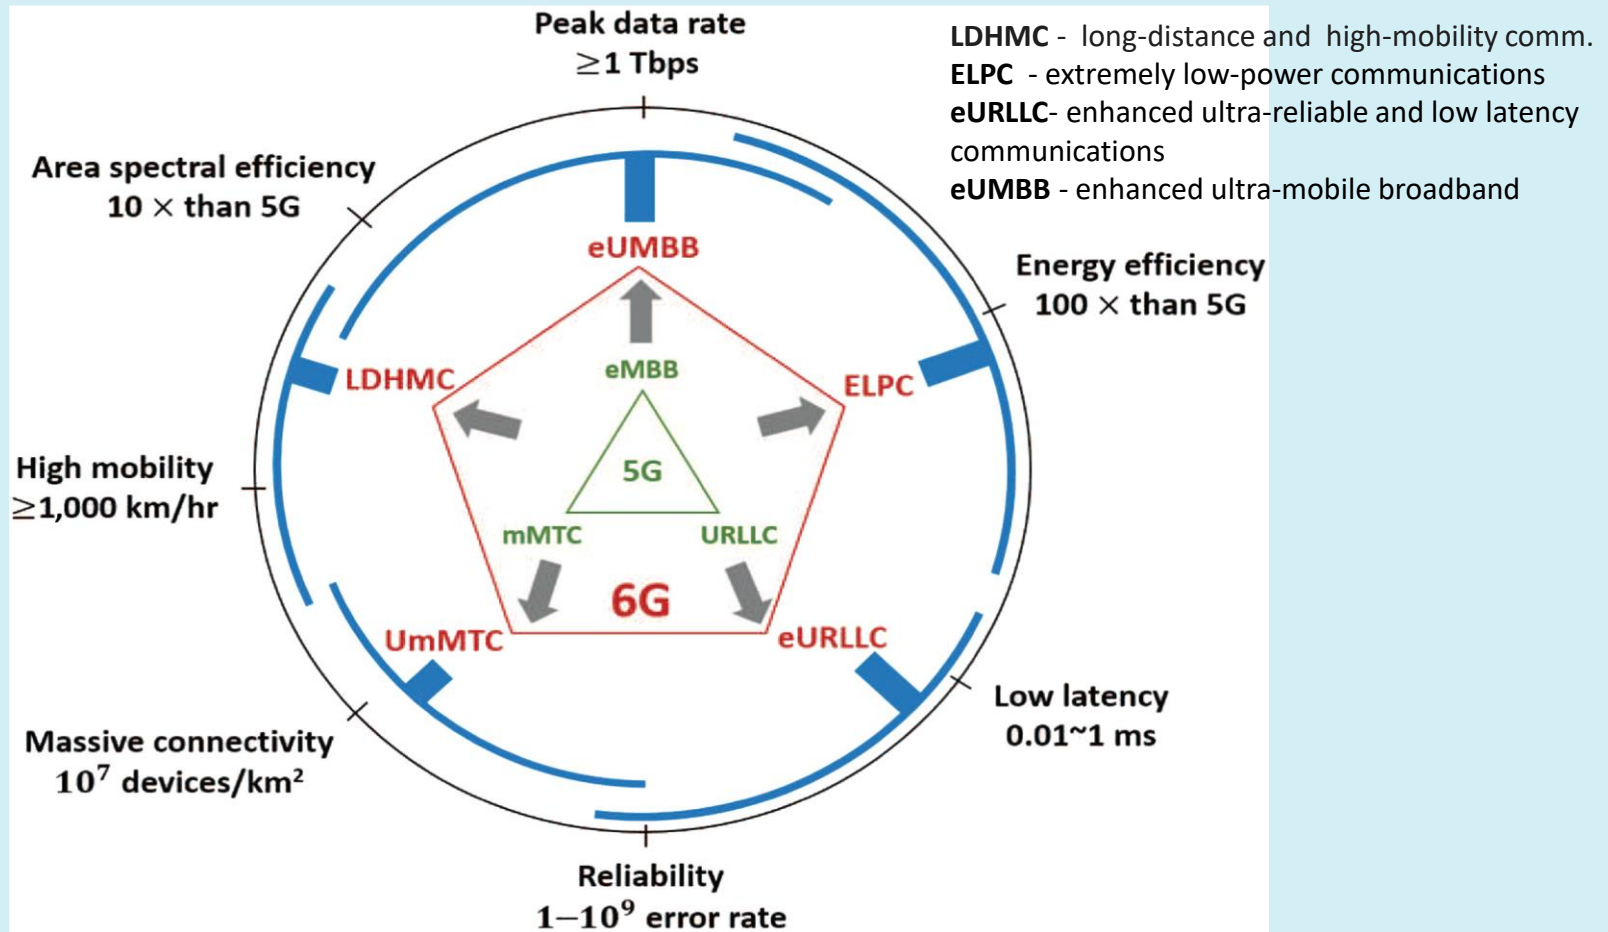 Peak data rate
≥1 Tbps
LDHMC - long-distance and high-mobility comm.
ELPC - extremely low-power communications
eURLLC- enhanced ultra-reliable and low latency
communications
eUMBB - enhanced ultra-mobile broadband
Area spectral efficiency
10 × than 5G
Energy efficiency
100 × than 5G
eUMBB
eMBB
LDHMC
ELPC
5G
High mobility
≥1,000 km/hr
mMTC
URLLC
6G
UmMTC
eURLLC
Low latency
0.01~1 ms
Massive connectivity
10⁷ devices/km²
Reliability
1−10⁹ error rate